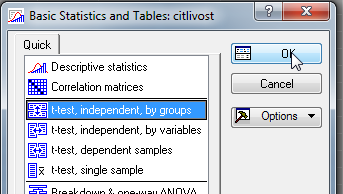 Basic Statistics and Tables: citlivost
?
Quick
Descriptive statistics
Correlation matrices
t-test, independent, by groups
t-test, independent, by variables
t-test, dependent samples
t-test, single sample
Breakdown & one-way ANOVA
OK
Cancel
Options